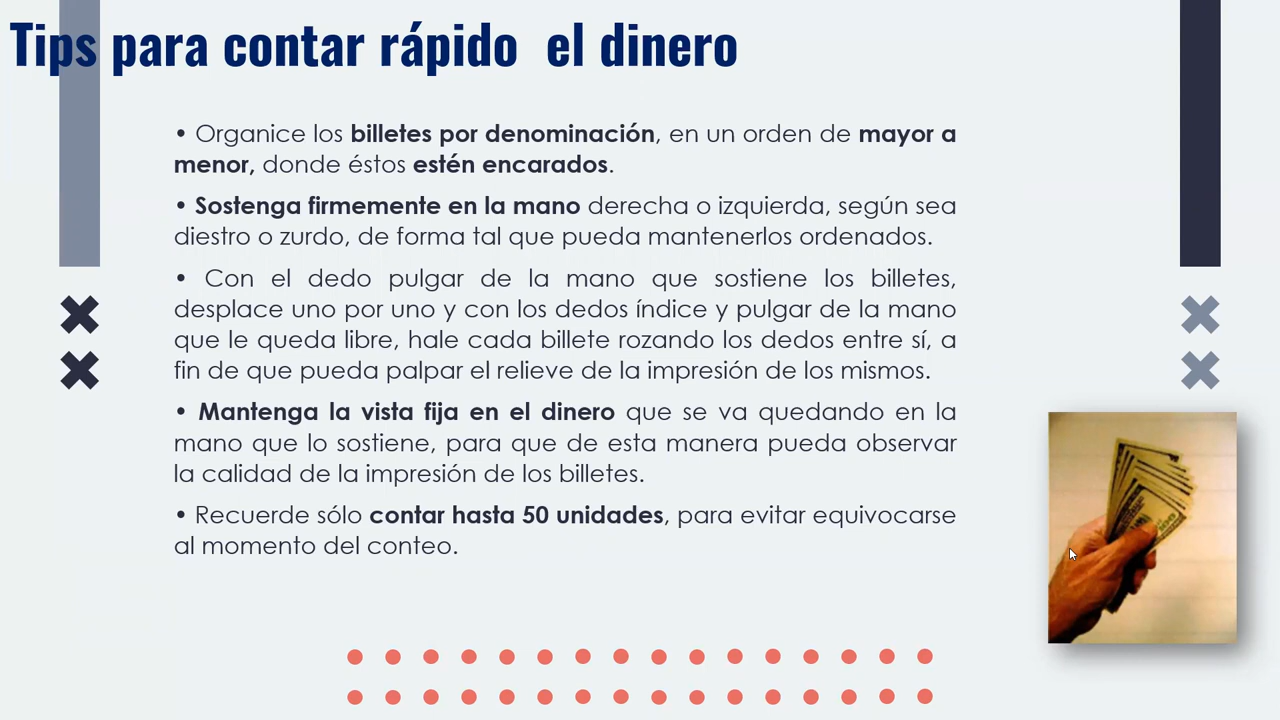 Tips para contar rápido  el dinero
• Organice los billetes por denominación, en un orden de mayor a
menor, donde éstos estén encarados.
• Sostenga firmemente en la mano derecha o izquierda, según sea
diestro o zurdo, de forma tal que pueda mantenerlos ordenados.
• Con el dedo pulgar de la mano que sostiene los billetes,
desplace uno por uno y con los dedos índice y pulgar de la mano
que le queda libre, hale cada billete rozando los dedos entre sí, a
fin de que pueda palpar el relieve de la impresión de los mismos.
• Mantenga la vista fija en el dinero que se va quedando en la
mano que lo sostiene, para que de esta manera pueda observar
la calidad de la impresión de los billetes.
• Recuerde sólo contar hasta 50 unidades, para evitar equivocarse
al momento del conteo.